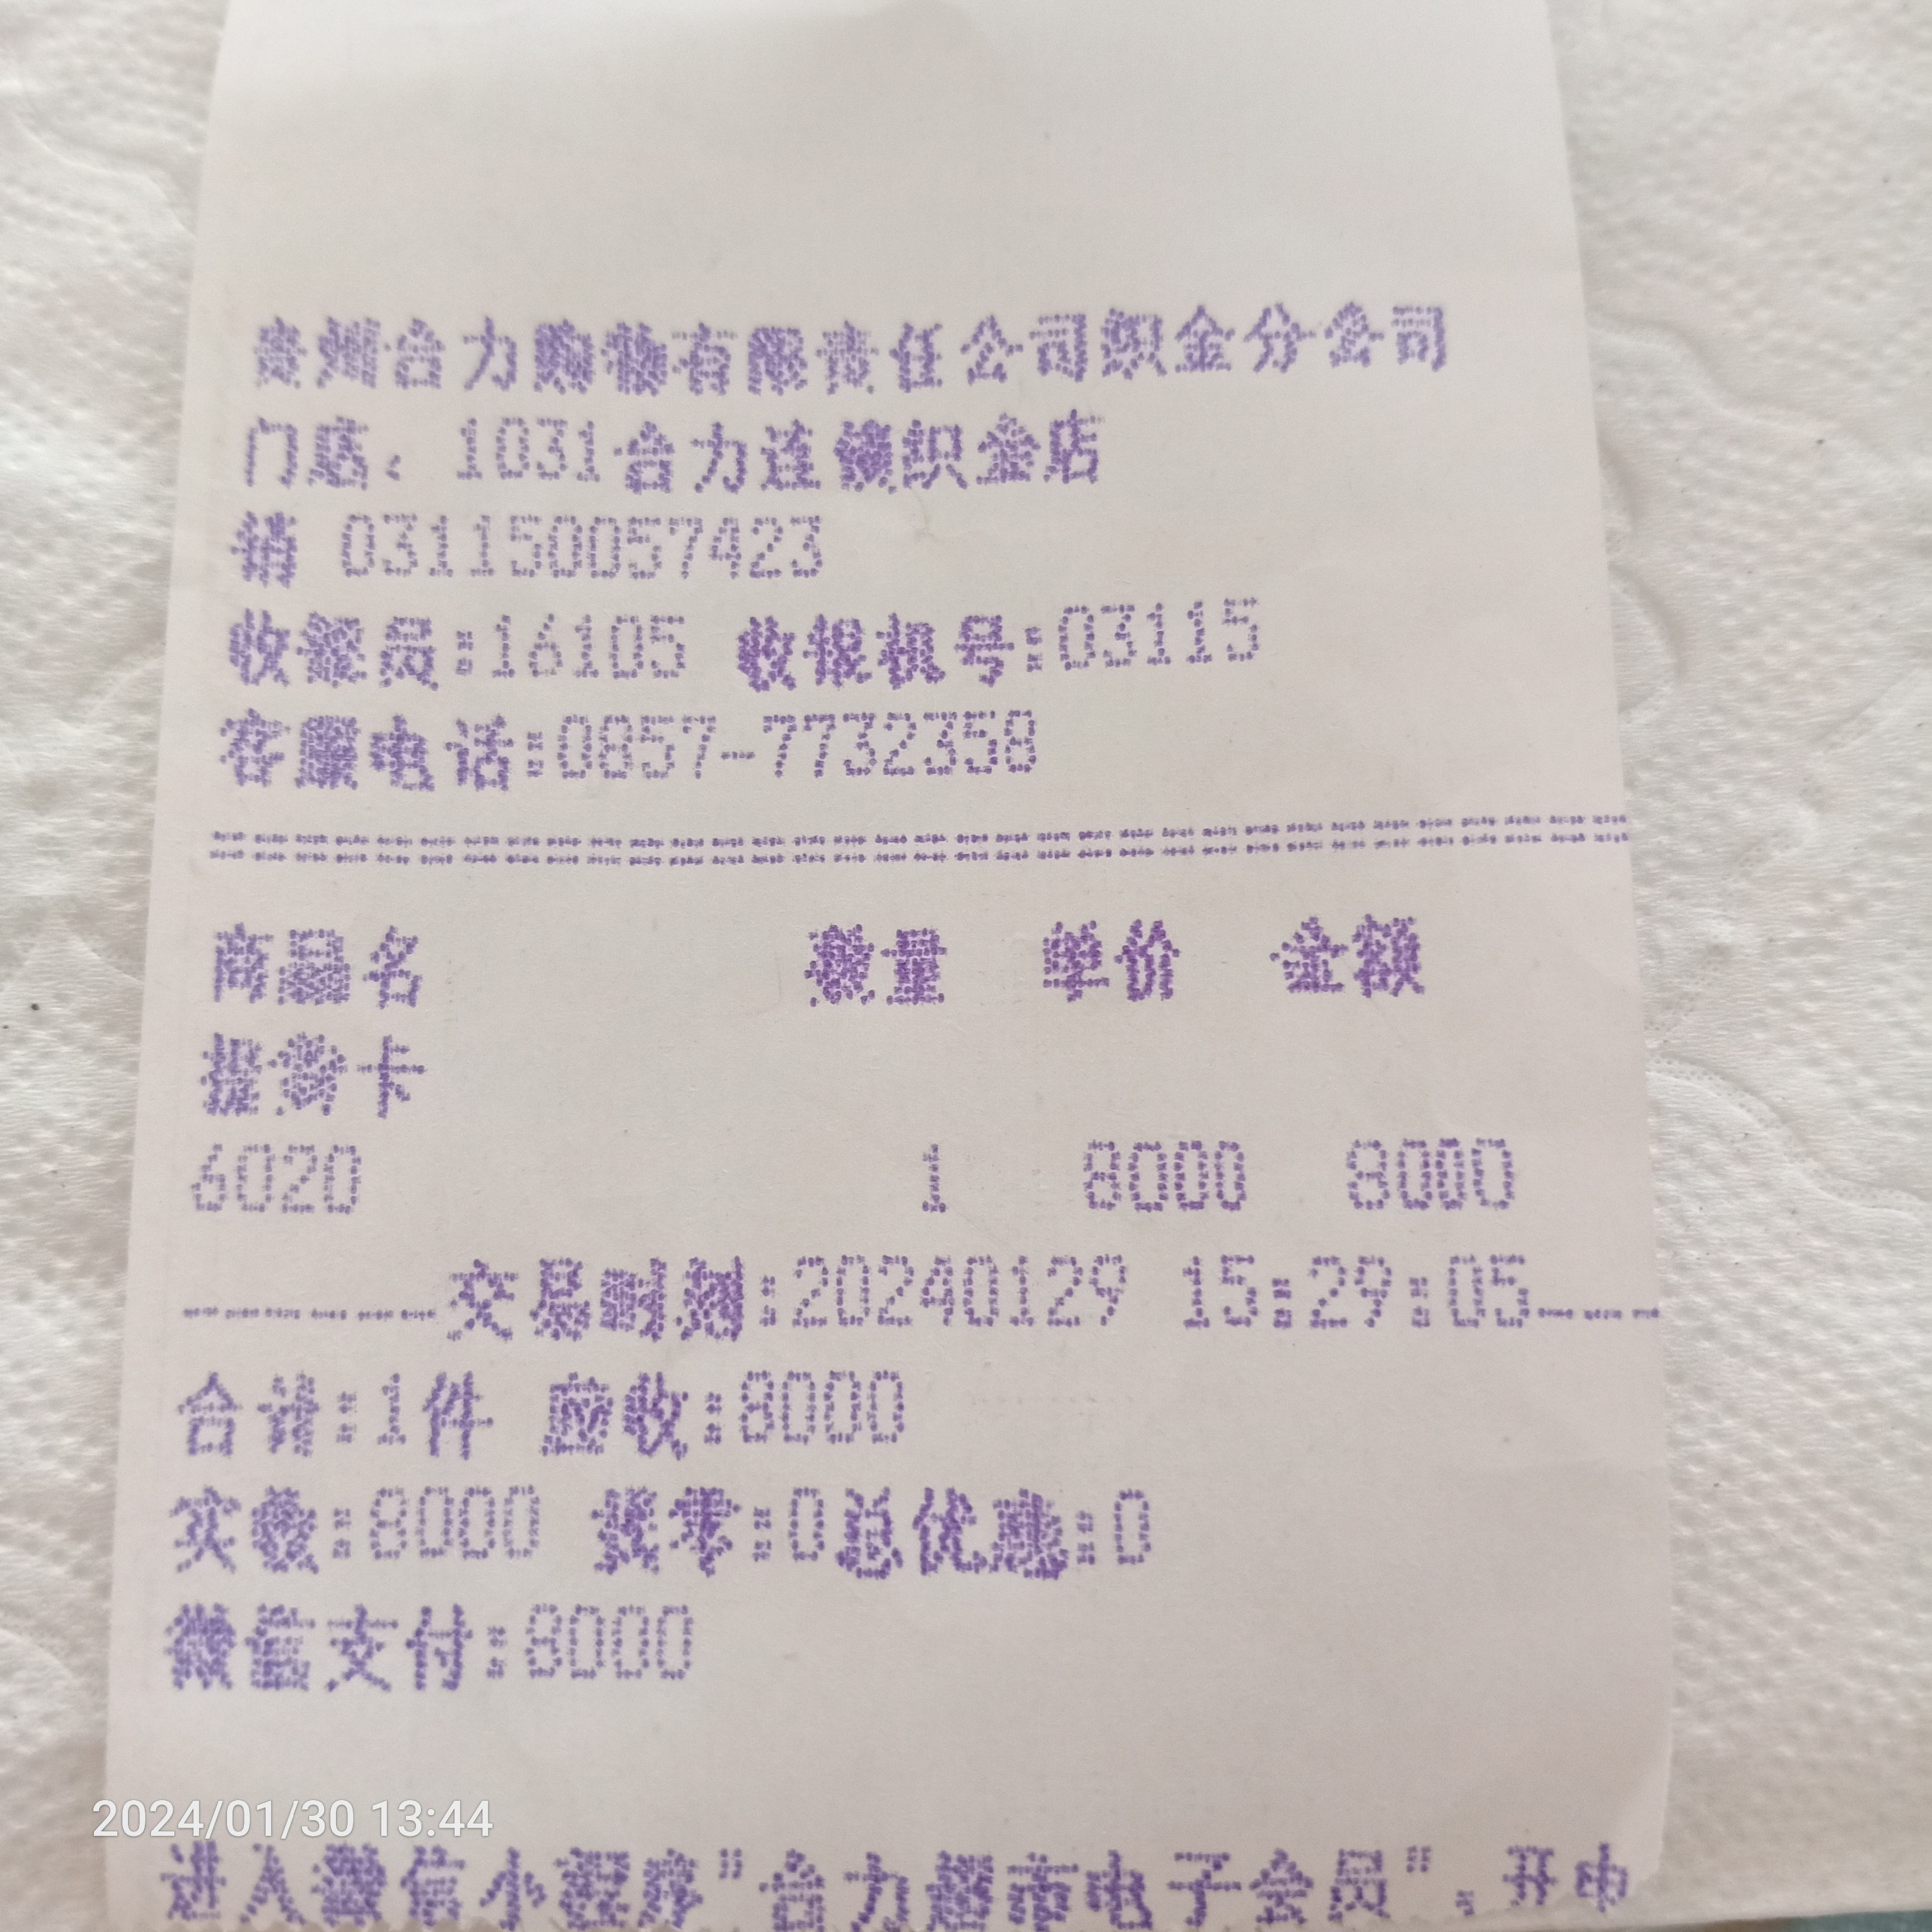 贵州合力购物有限责任公司织金分公司
门店: 1031合力连锁织金店
0311500057423
收银员:16105 收银机号:03115
客服电话:0857-7732358
商品名 数量 单价 金额
提货卡
6020 1 8000 8000
交易时刻:20240129 15:29:05
合计:1件 应收:8000
实收:8000 找零:0总优惠:0
微信支付:8000
2024/01/30 13:44
进入微信小程序"合力超市电子会员", 开电